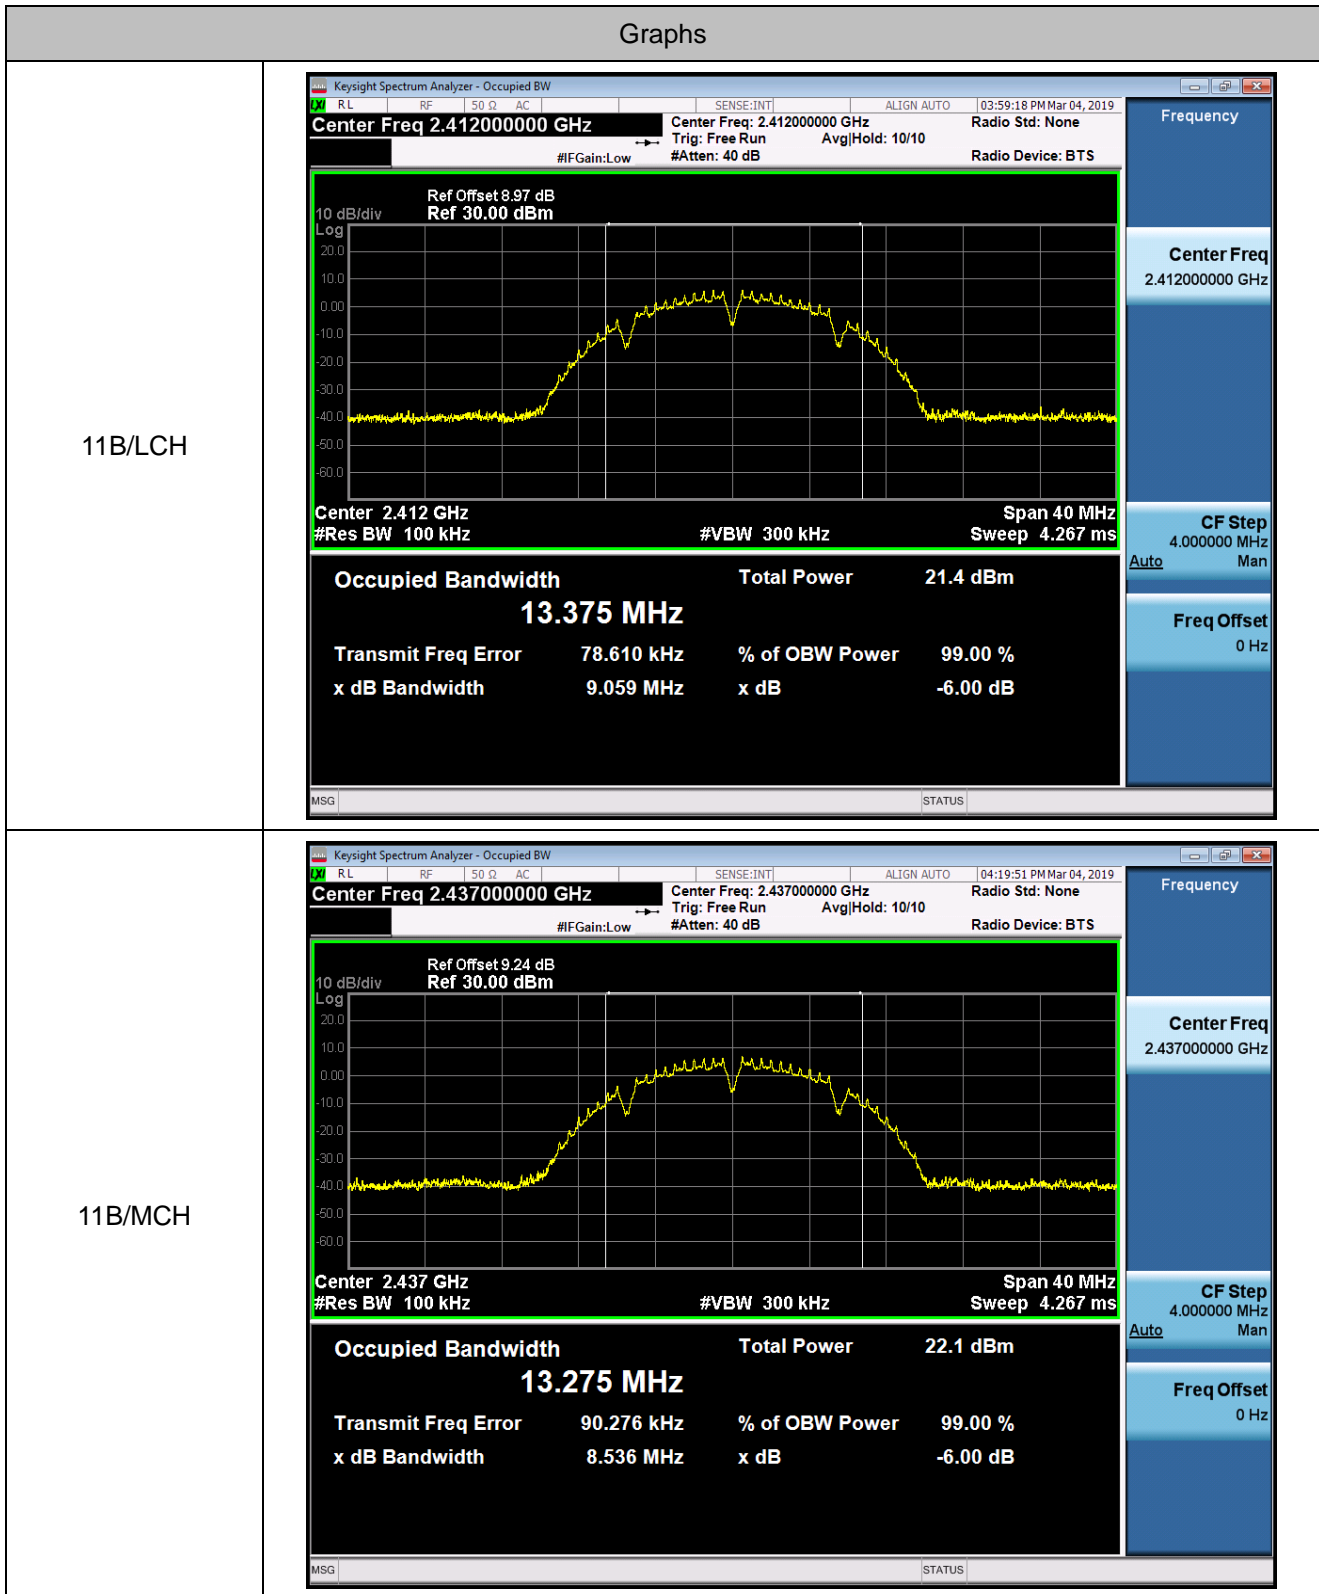 Graphs
11B/LCH
Keysight Spectrum Analyzer - Occupied BW
LXI RL RF 50 Ω AC SENSE:INT ALIGN AUTO 03:59:18 PM Mar 04, 2019
Center Freq 2.412000000 GHz
Center Freq: 2.412000000 GHz Radio Std: None
Trig: Free Run Avg|Hold: 10/10
#IFGain:Low #Atten: 40 dB Radio Device: BTS
Ref Offset 8.97 dB
10 dB/div Ref 30.00 dBm
Log
20.0
10.0
0.00
-10.0
-20.0
-30.0
-40.0
-50.0
-60.0
Center 2.412 GHz Span 40 MHz
#Res BW 100 kHz #VBW 300 kHz Sweep 4.267 ms
Occupied Bandwidth Total Power 21.4 dBm
13.375 MHz
Transmit Freq Error 78.610 kHz % of OBW Power 99.00 %
x dB Bandwidth 9.059 MHz x dB -6.00 dB
MSG STATUS
Frequency
Center Freq
2.412000000 GHz
CF Step
4.000000 MHz
Auto Man
Freq Offset
0 Hz
11B/MCH
Keysight Spectrum Analyzer - Occupied BW
LXI RL RF 50 Ω AC SENSE:INT ALIGN AUTO 04:19:51 PM Mar 04, 2019
Center Freq 2.437000000 GHz
Center Freq: 2.437000000 GHz Radio Std: None
Trig: Free Run Avg|Hold: 10/10
#IFGain:Low #Atten: 40 dB Radio Device: BTS
Ref Offset 9.24 dB
10 dB/div Ref 30.00 dBm
Log
20.0
10.0
0.00
-10.0
-20.0
-30.0
-40.0
-50.0
-60.0
Center 2.437 GHz Span 40 MHz
#Res BW 100 kHz #VBW 300 kHz Sweep 4.267 ms
Occupied Bandwidth Total Power 22.1 dBm
13.275 MHz
Transmit Freq Error 90.276 kHz % of OBW Power 99.00 %
x dB Bandwidth 8.536 MHz x dB -6.00 dB
MSG STATUS
Frequency
Center Freq
2.437000000 GHz
CF Step
4.000000 MHz
Auto Man
Freq Offset
0 Hz